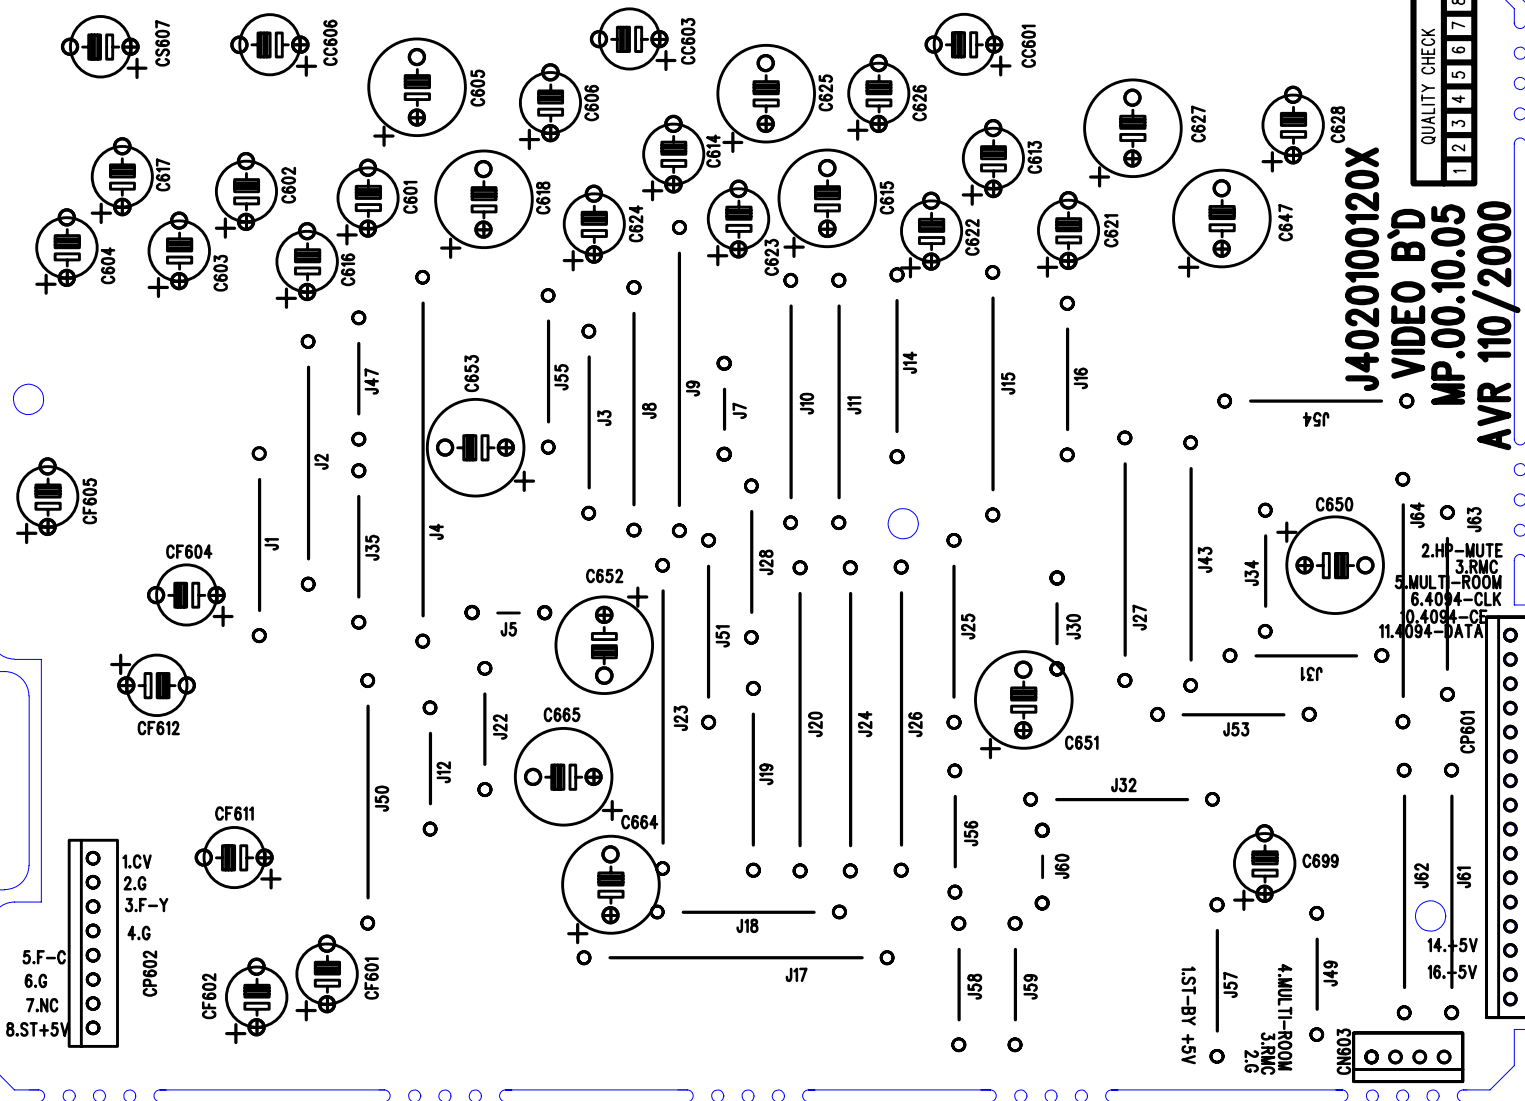 CS607
CC606
C605
C606
CC603
C625
C626
CC601
C627
C628
QUALITY CHECK
1 2 3 4 5 6 7 8
C617
C602
C601
C618
C624
C614
C623
C615
C622
C613
C621
C647
C604
C603
C616
J402010012​0X
VIDEO B'D
MP.00.10.05
AVR 110/2000
J47
J2
J4
C653
J55
J3
J8
J9
J7
J10
J11
J14
J15
J16
J54
CF605
J1
J35
J28
J43
J34
C650
J64
J63
2.HP-MUTE
3.RMC
5.MULTI-ROOM
6.4094-CLK
10.4094-CE
11.4094-DATA
CF604
C652
J5
J51
J25
J30
J27
J31
CF612
C665
J22
J12
J23
J19
J20
J24
J26
C651
J53
CP601
J50
J32
CF611
C664
J56
J60
C699
J62
J61
1.CV
2.G
3.F-Y
4.G
5.F-C
6.G
7.NC
8.ST+5V
CP602
CF602
CF601
J18
J17
J58
J59
1.ST-BY +5V
J57
4.MULTI-ROOM
3.RMC
2.G
J49
14.+5V
16.-5V
CN603